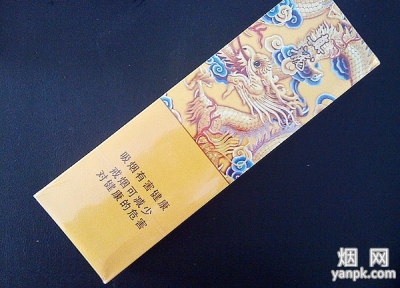 吸烟有害健康
戒烟可减少
对健康的危害
烟网
yanpk.com